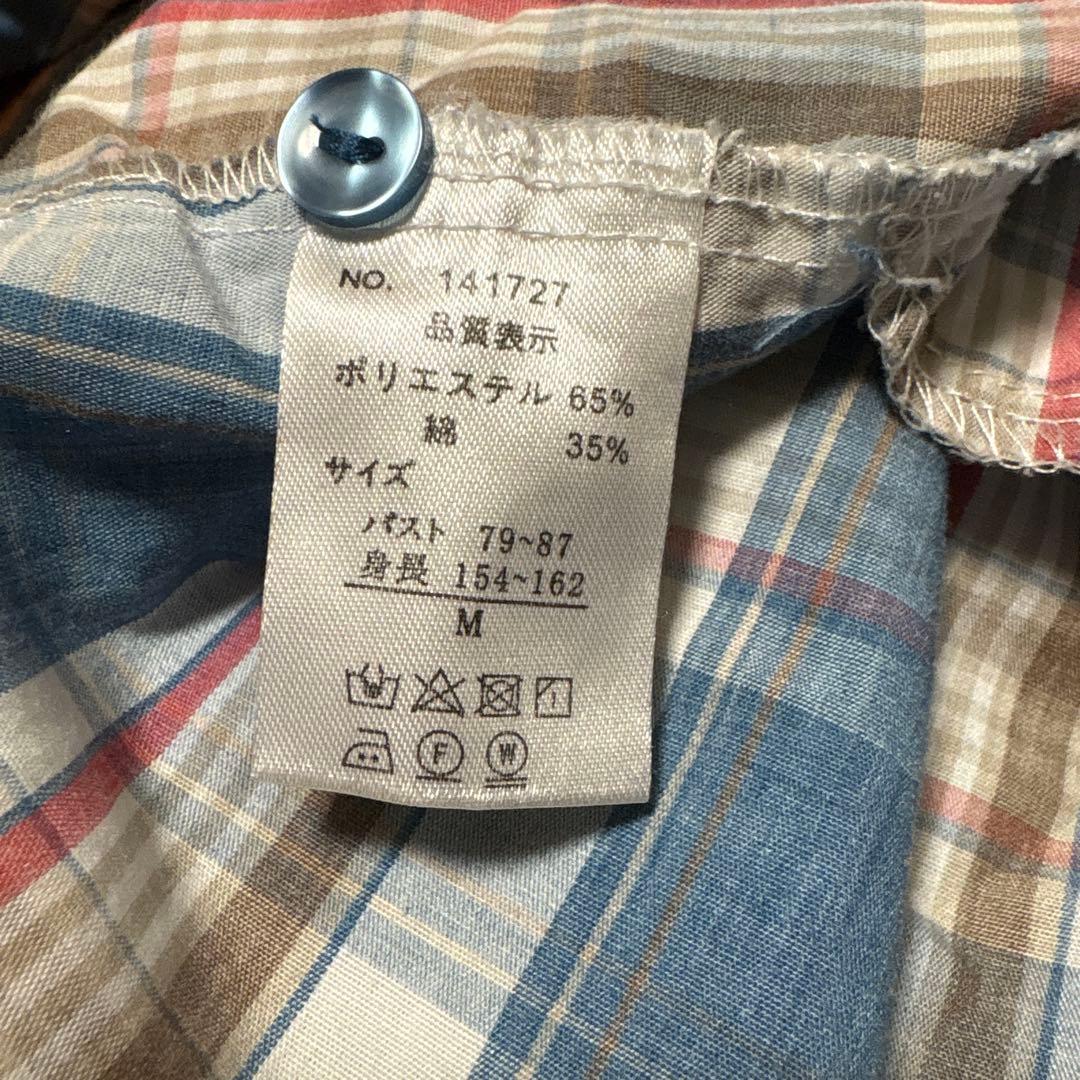 NO. 141727
品質表示
ポリエステル 65%
綿 35%
サイズ
バスト 79~87
身長 154~162
M
F W